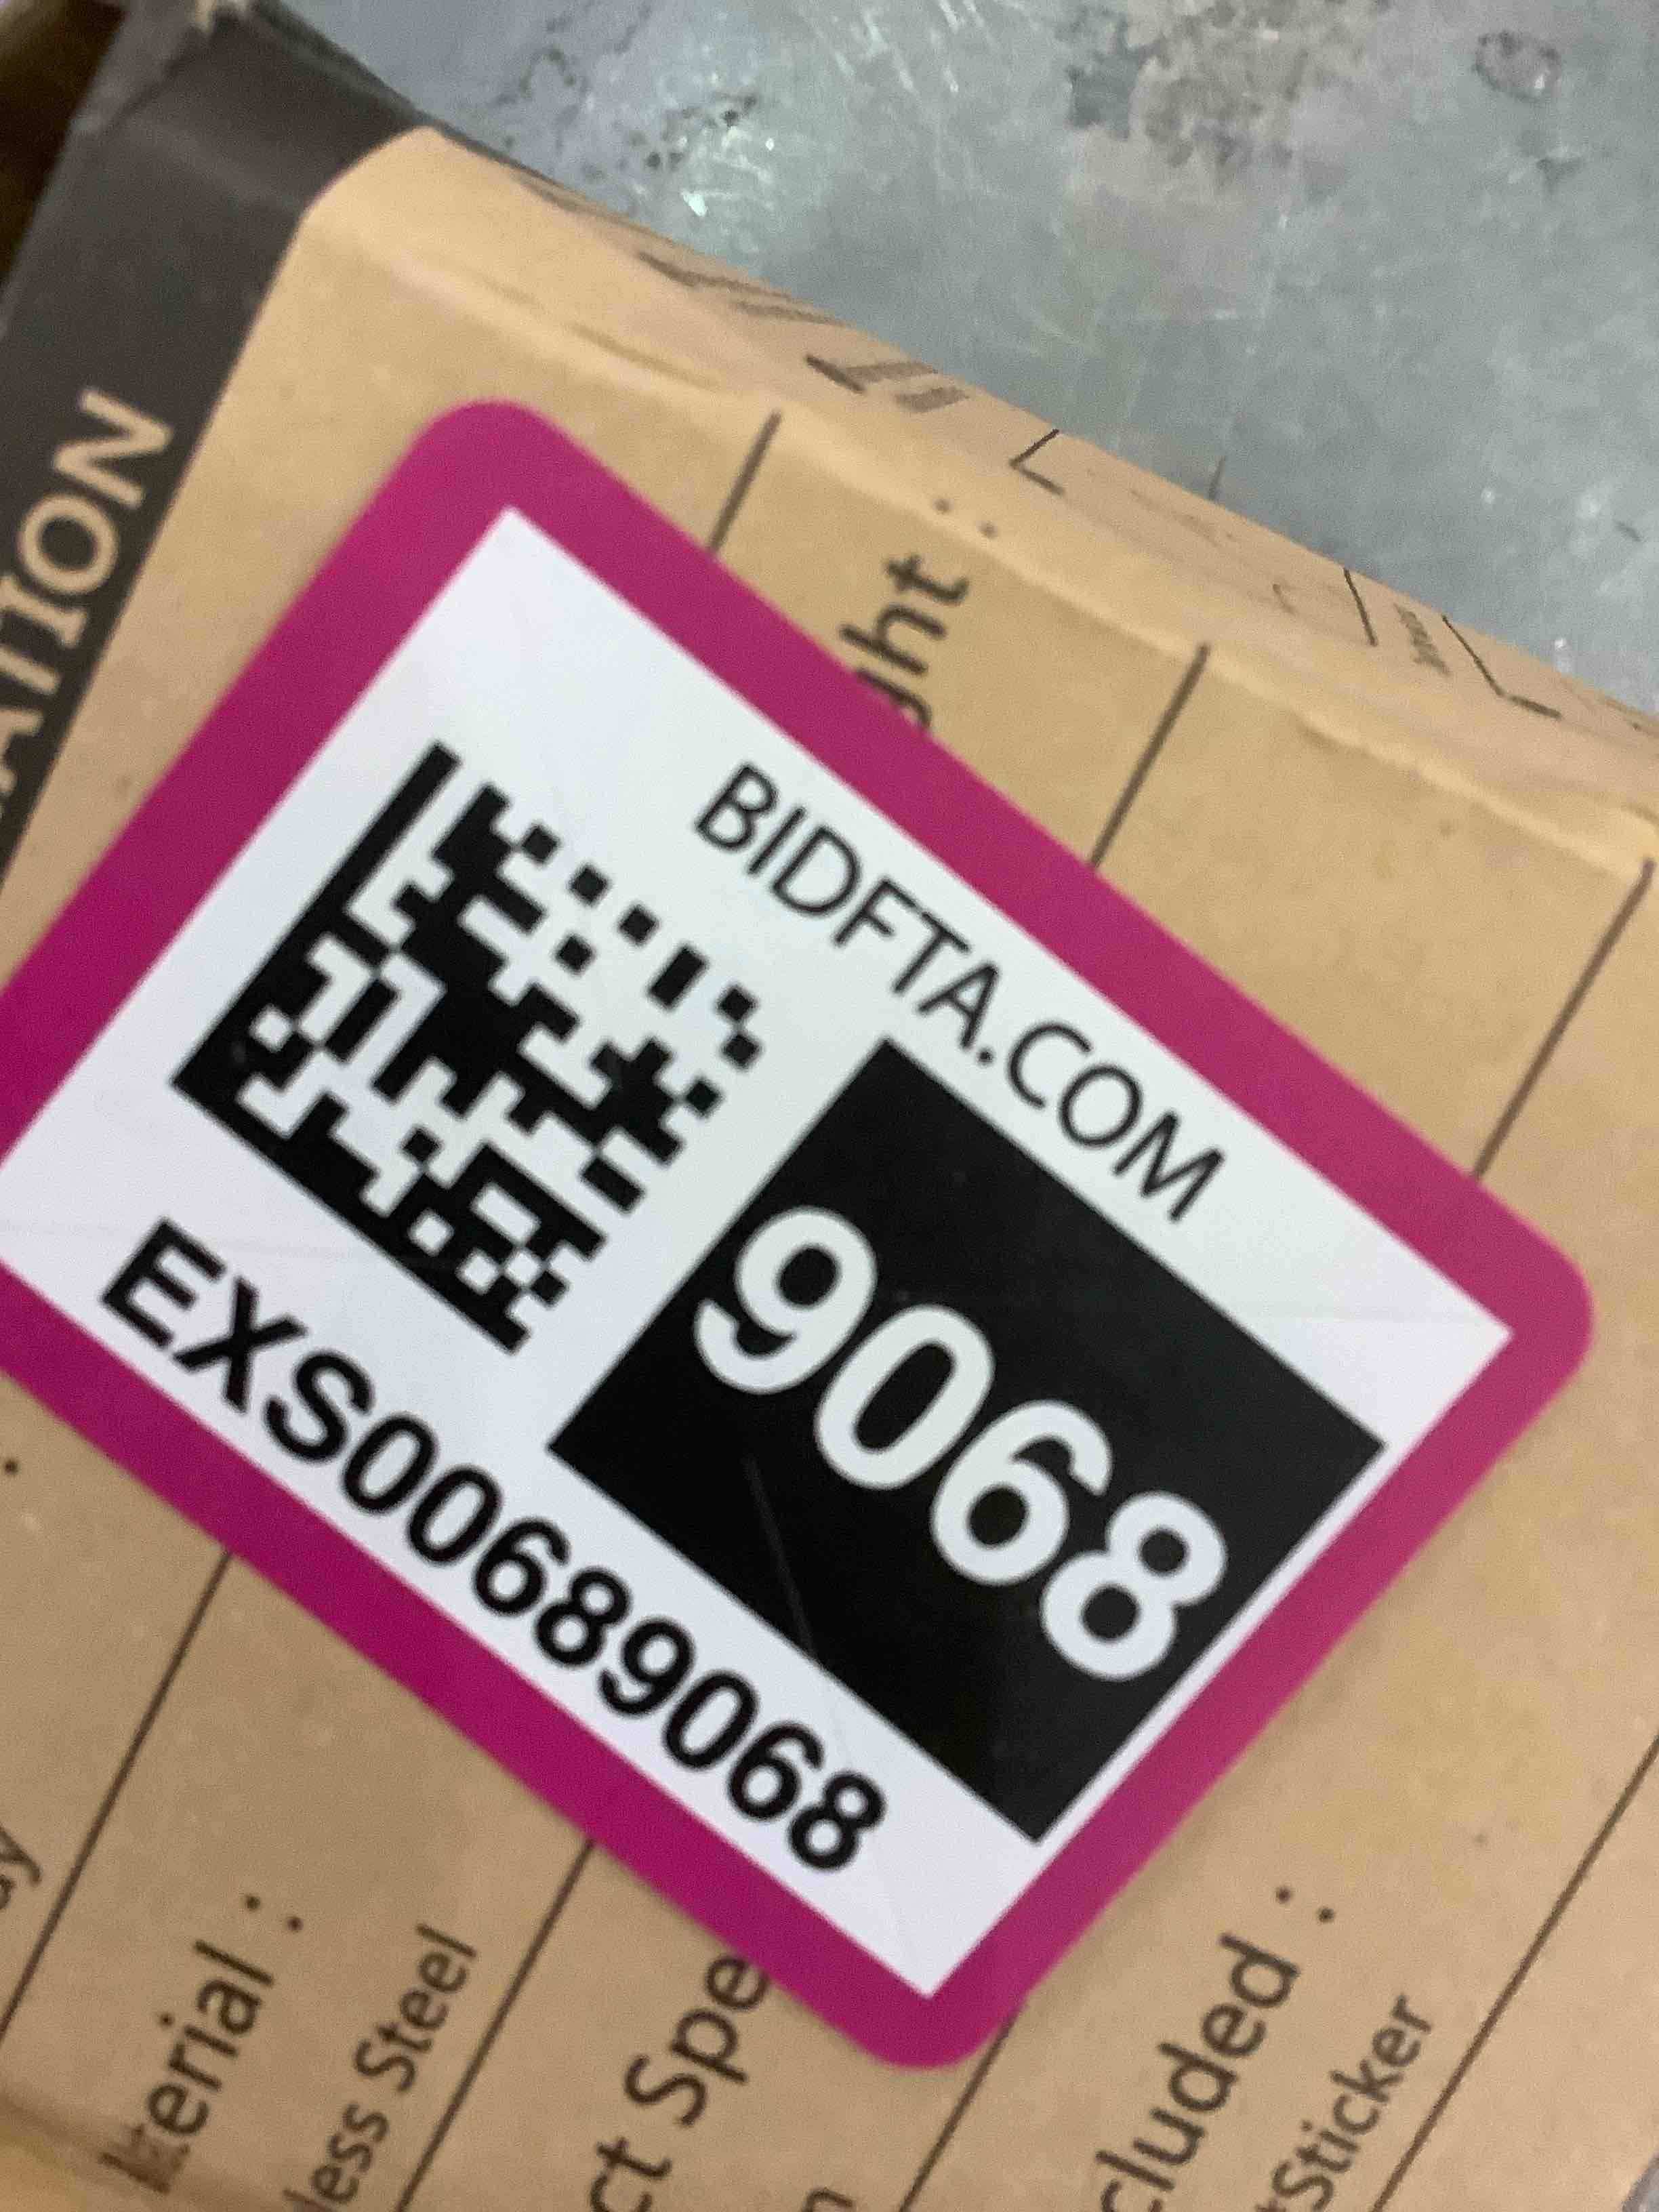 BIDFTA.COM
9068
EXS00689068
ATION
ght :
terial :
less Steel
ct Spe
cluded :
Sticker